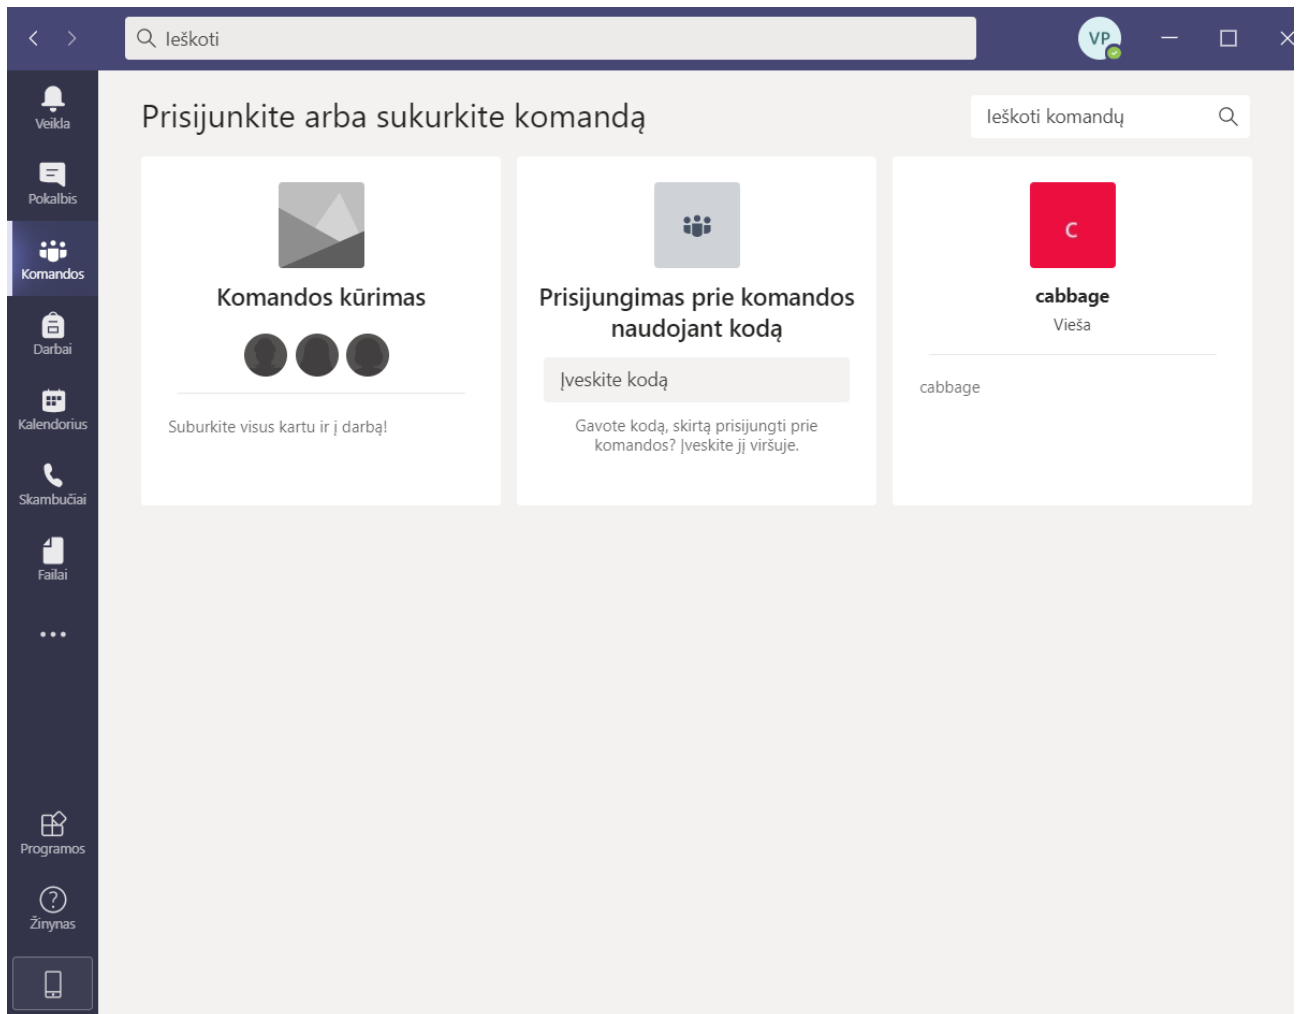 Ieškoti
VP
Veikla
Pokalbis
Komandos
Darbai
Kalendorius
Skambučiai
Failai
Programos
Žinynas
Prisijunkite arba sukurkite komandą
Ieškoti komandų
Komandos kūrimas
Suburkite visus kartu ir į darbą!
Prisijungimas prie komandos
naudojant kodą
Įveskite kodą
Gavote kodą, skirtą prisijungti prie
komandos? Įveskite jį viršuje.
C
cabbage
Vieša
cabbage